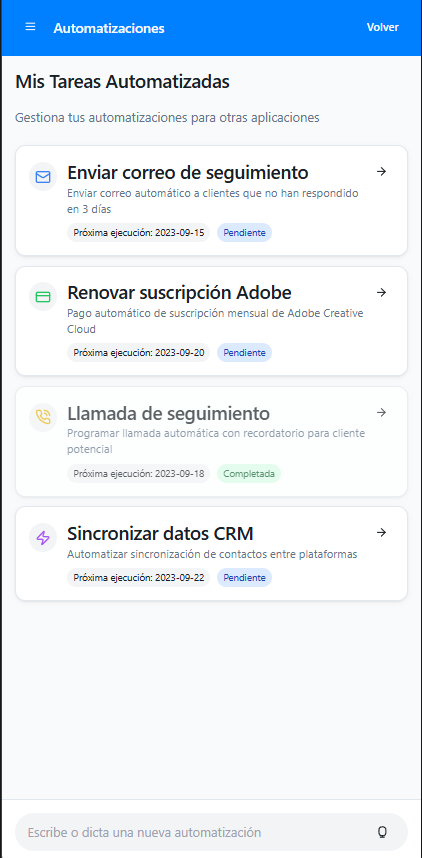 Automatizaciones
Volver
Mis Tareas Automatizadas
Gestiona tus automatizaciones para otras aplicaciones
Enviar correo de seguimiento
Enviar correo automático a clientes que no han respondido
en 3 días
Próxima ejecución: 2023-09-15
Pendiente
Renovar suscripción Adobe
Pago automático de suscripción mensual de Adobe Creative
Cloud
Próxima ejecución: 2023-09-20
Pendiente
Llamada de seguimiento
Programar llamada automática con recordatorio para cliente
potencial
Próxima ejecución: 2023-09-18
Completada
Sincronizar datos CRM
Automatizar sincronización de contactos entre plataformas
Próxima ejecución: 2023-09-22
Pendiente
Escribe o dicta una nueva automatización